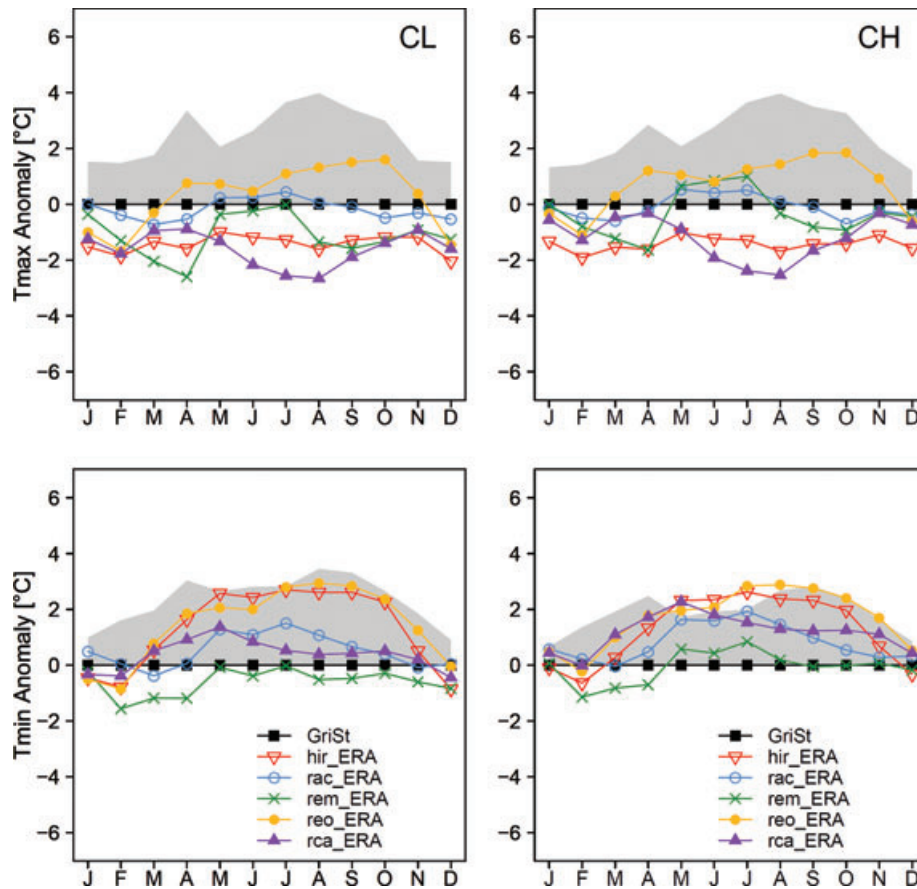 CL
Tmax Anomaly [°C]
6
4
2
0
−2
−4
−6
J F M A M J J A S O N D
CH
6
4
2
0
−2
−4
−6
J F M A M J J A S O N D
Tmin Anomaly [°C]
6
4
2
0
−2
−4
−6
GriSt
hir_ERA
rac_ERA
rem_ERA
reo_ERA
rca_ERA
J F M A M J J A S O N D
6
4
2
0
−2
−4
−6
GriSt
hir_ERA
rac_ERA
rem_ERA
reo_ERA
rca_ERA
J F M A M J J A S O N D